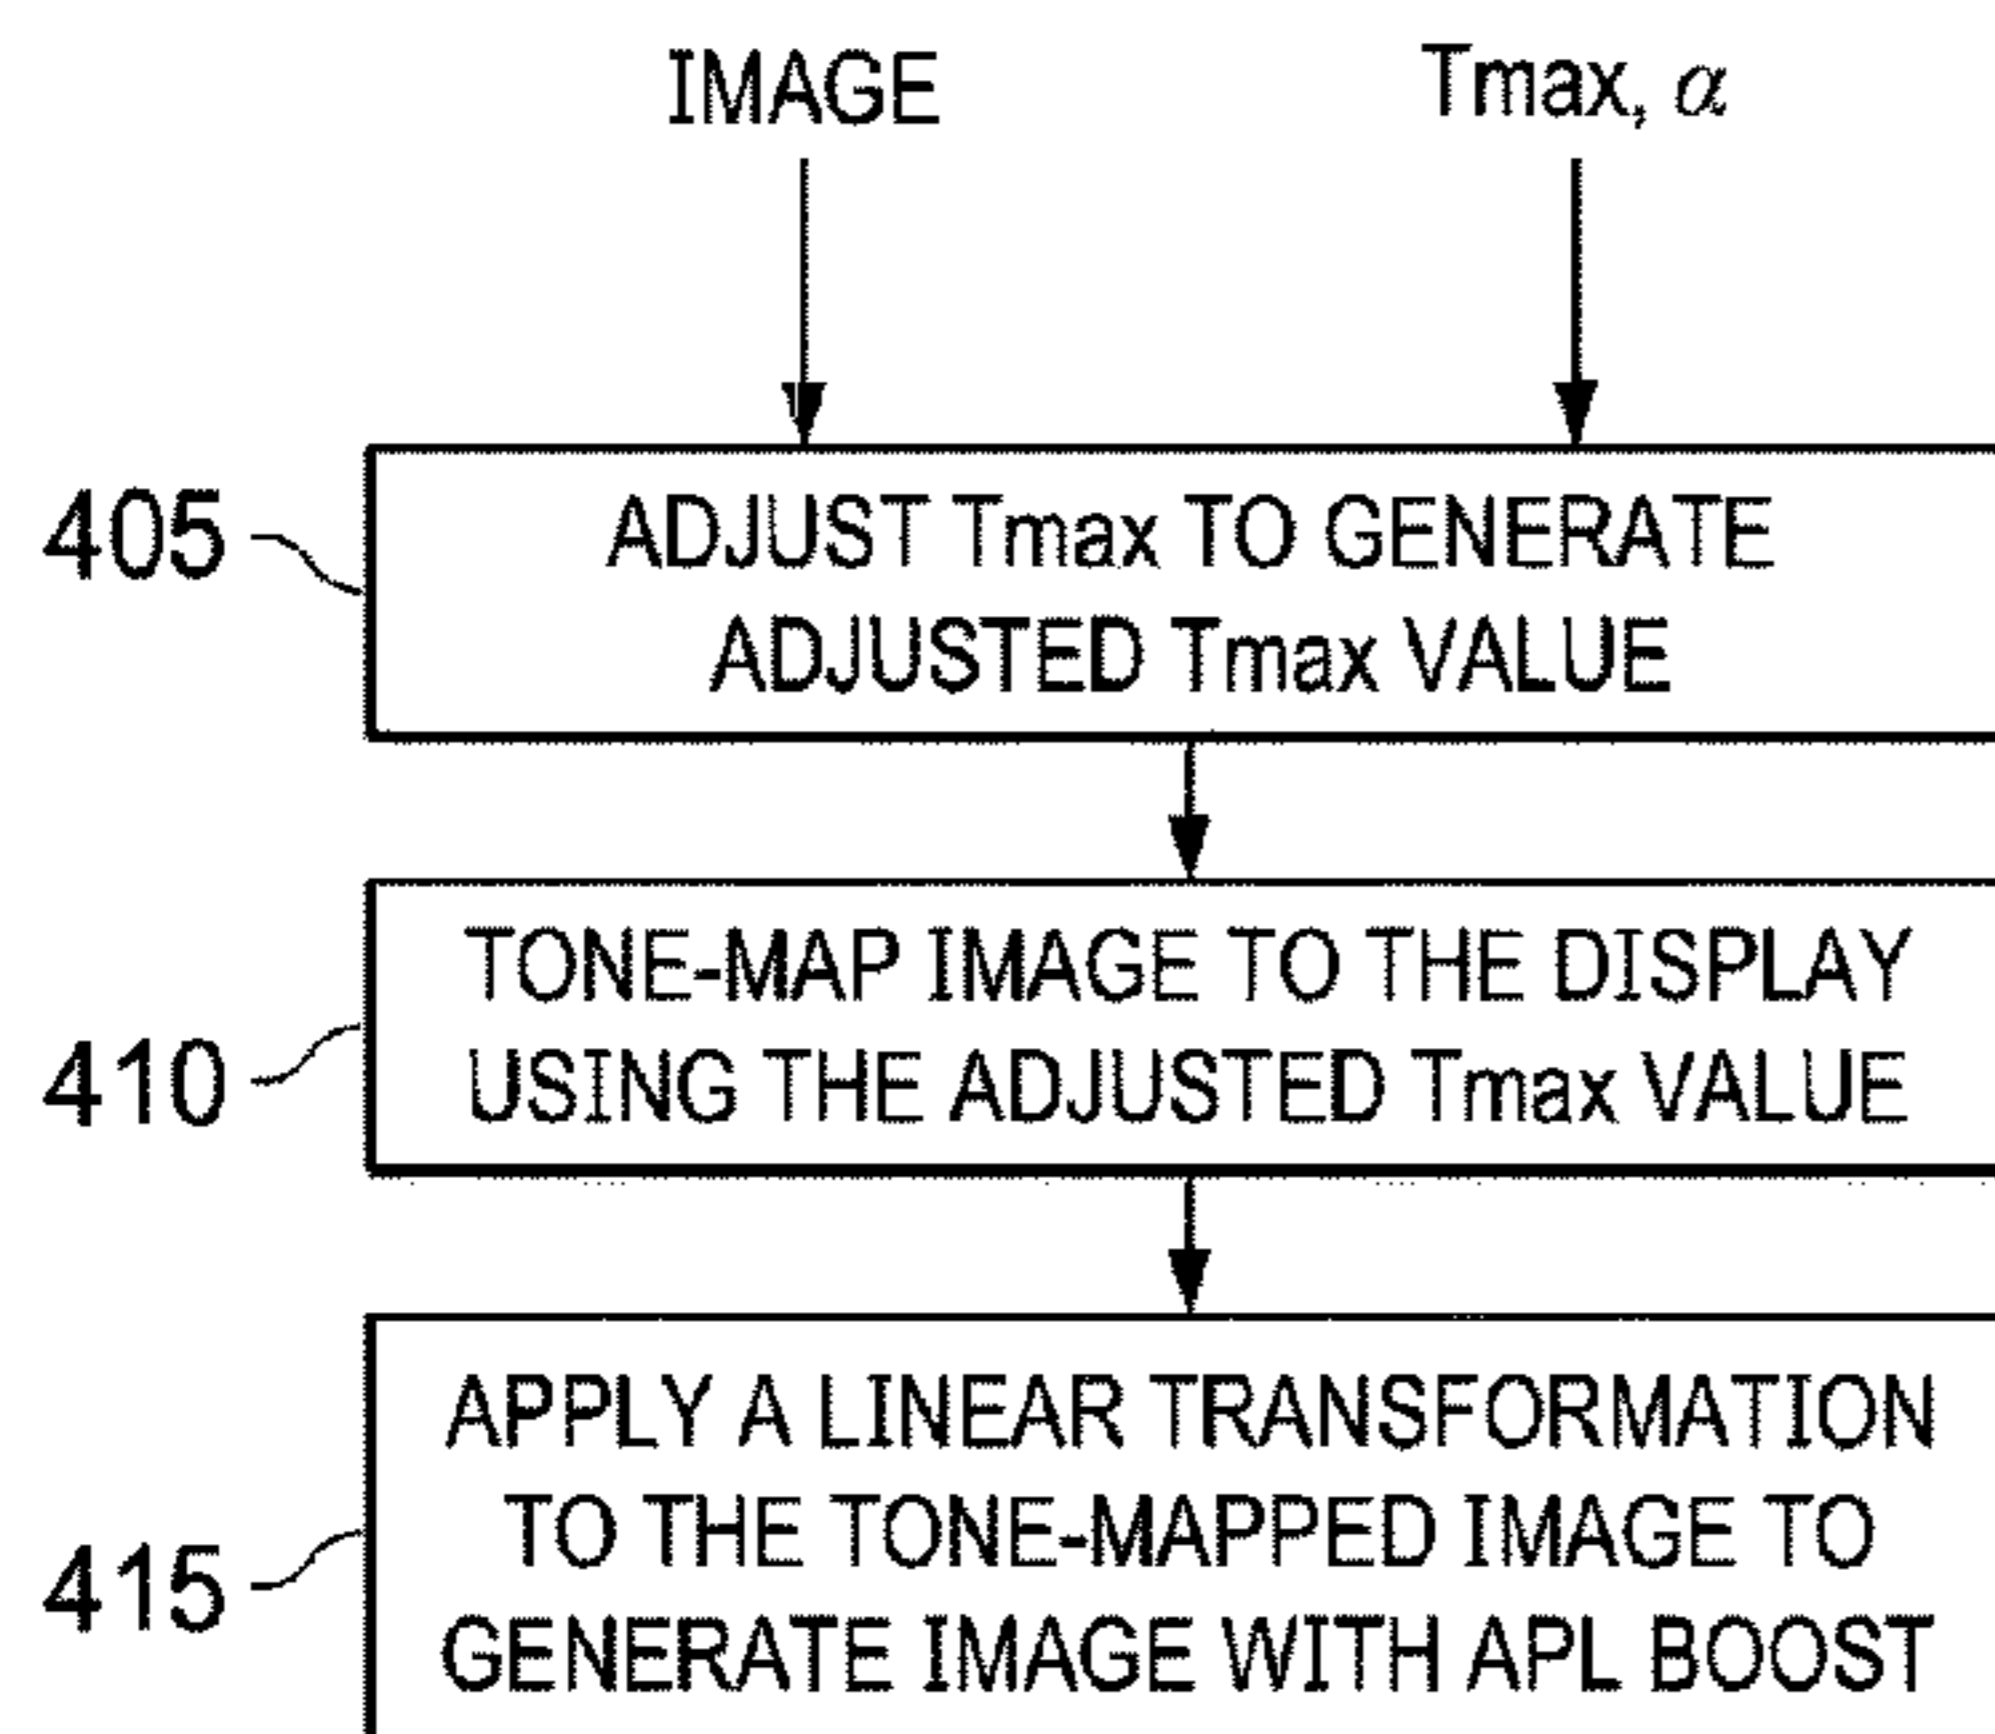 IMAGE
Tmax, α
405
ADJUST Tmax TO GENERATE
ADJUSTED Tmax VALUE
410
TONE-MAP IMAGE TO THE DISPLAY
USING THE ADJUSTED Tmax VALUE
415
APPLY A LINEAR TRANSFORMATION
TO THE TONE-MAPPED IMAGE TO
GENERATE IMAGE WITH APL BOOST